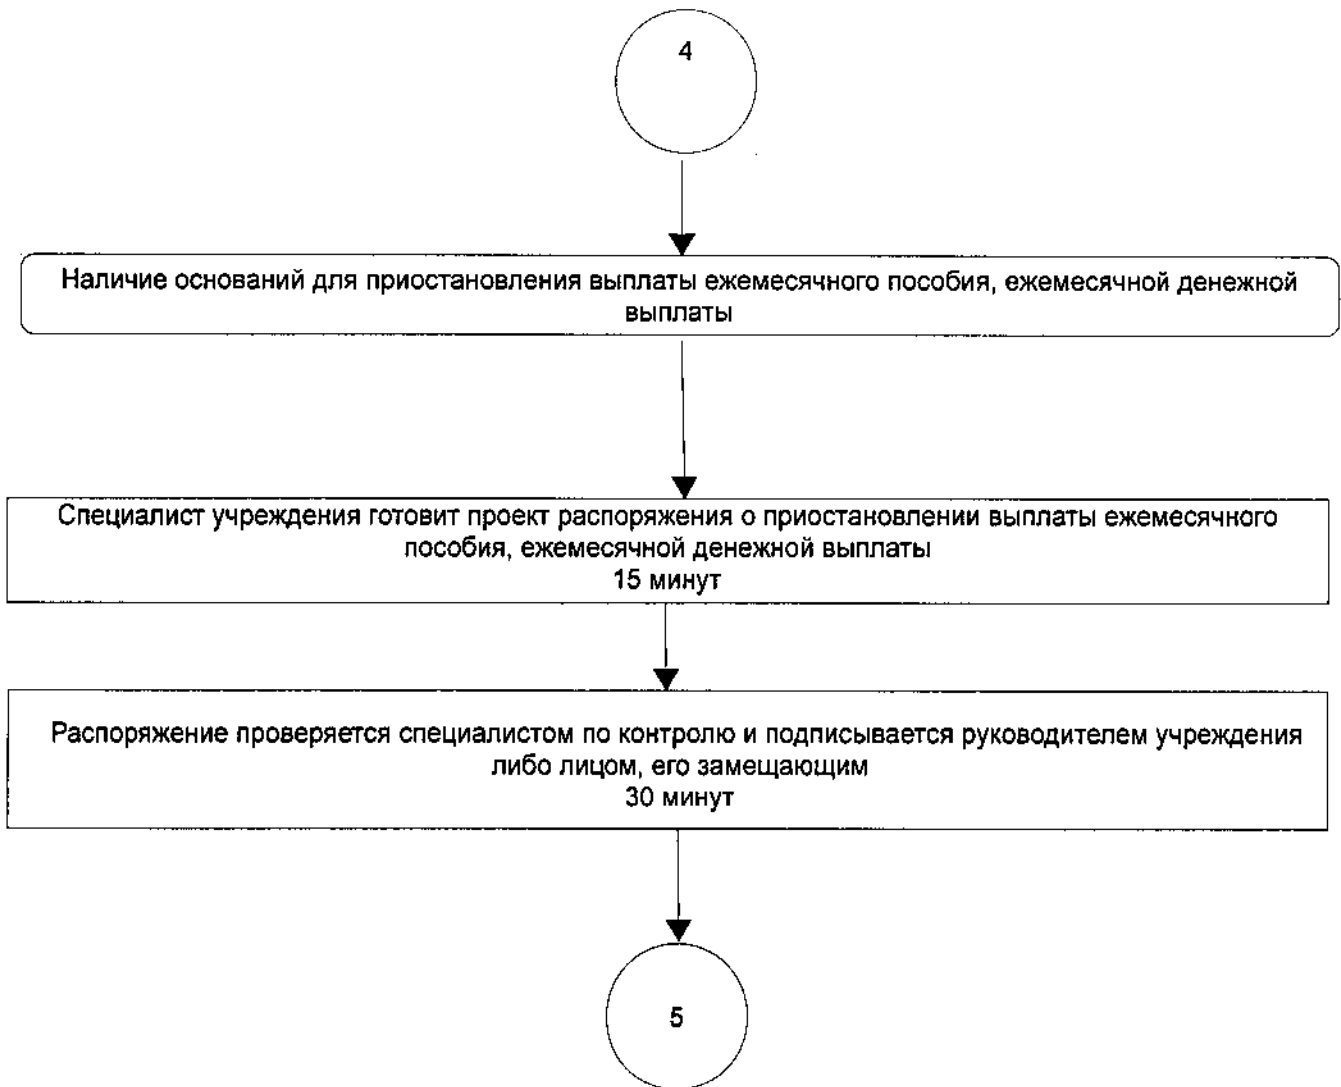 4
Наличие оснований для приостановления выплаты ежемесячного пособия, ежемесячной денежной
выплаты
Специалист учреждения готовит проект распоряжения о приостановлении выплаты ежемесячного
пособия, ежемесячной денежной выплаты
15 минут
Распоряжение проверяется специалистом по контролю и подписывается руководителем учреждения
либо лицом, его замещающим
30 минут
5